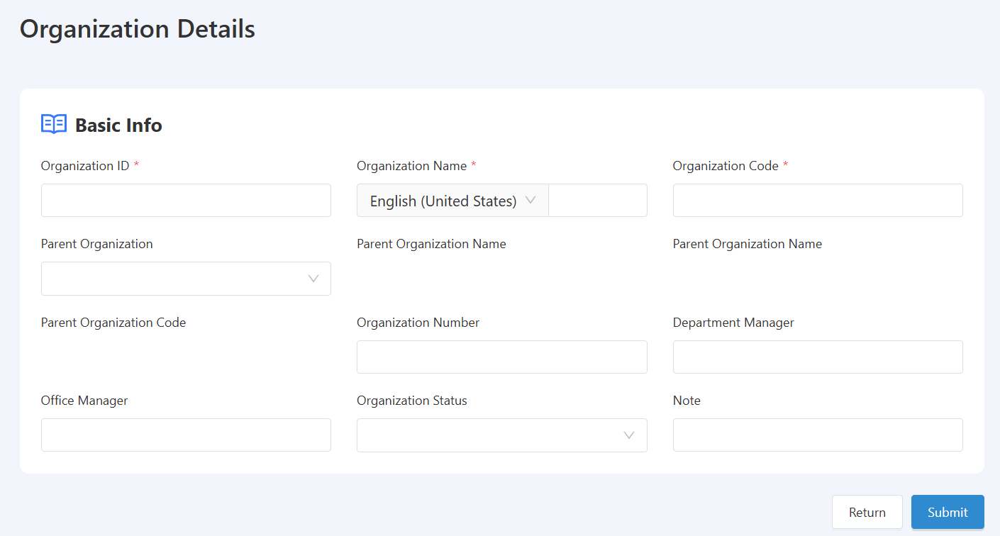 Organization Details
Basic Info
Organization ID * Organization Name * Organization Code *
English (United States)
Parent Organization Parent Organization Name Parent Organization Name
Parent Organization Code Organization Number Department Manager
Office Manager Organization Status Note
Return Submit